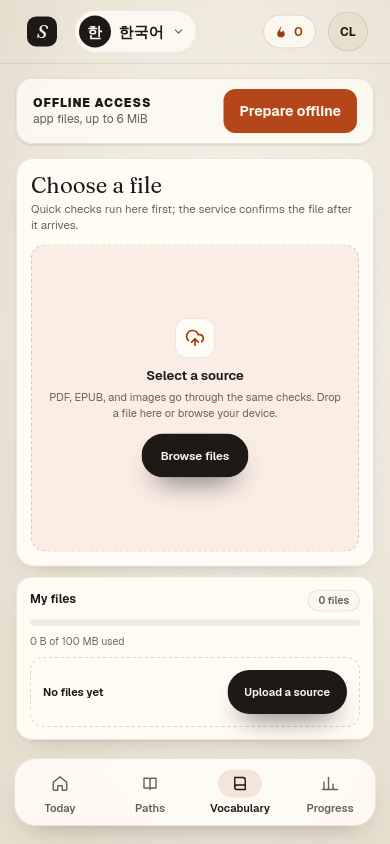 S
한 한국어
0
CL
OFFLINE ACCESS
app files, up to 6 MiB
Prepare offline
Choose a file
Quick checks run here first; the service confirms the file after
it arrives.
Select a source
PDF, EPUB, and images go through the same checks. Drop
a file here or browse your device.
Browse files
My files
0 files
0 B of 100 MB used
No files yet
Upload a source
Today
Paths
Vocabulary
Progress